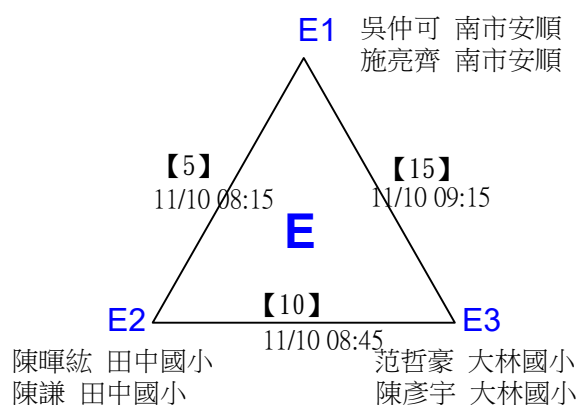 E1 吳仲可 南市安順
施亮齊 南市安順
【5】
11/10 08:15
【15】
11/10 09:15
E
【10】
11/10 08:45
E2
陳暉紘 田中國小
陳謙 田中國小
E3
范哲豪 大林國小
陳彥宇 大林國小